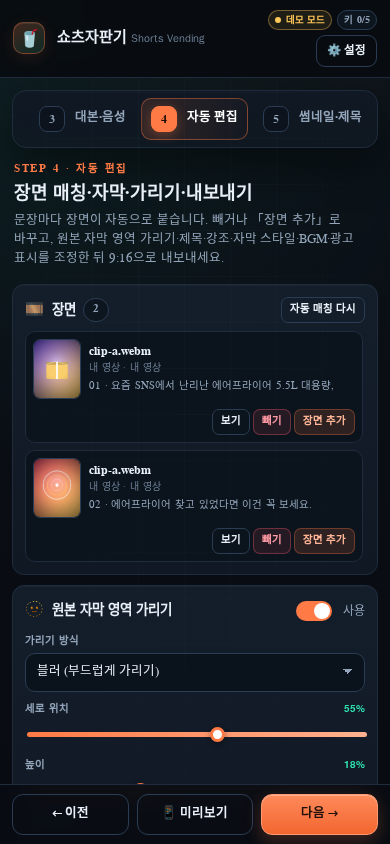 쇼츠자판기 Shorts Vending
데모 모드
키 0/5
⚙️ 설정
3 대본·음성
4 자동 편집
5 썸네일·제목
STEP 4 · 자동 편집
장면 매칭·자막·가리기·내보내기
문장마다 장면이 자동으로 붙습니다. 빼거나 「장면 추가」로
바꾸고, 원본 자막 영역 가리기·제목·강조·자막 스타일·BGM·광고
표시를 조정한 뒤 9:16으로 내보내세요.
장면 2
자동 매칭 다시
clip-a.webm
내 영상 · 내 영상
01 · 요즘 SNS에서 난리난 에어프라이어 5.5L 대용량,
보기 빼기 장면 추가
clip-a.webm
내 영상 · 내 영상
02 · 에어프라이어 찾고 있었다면 이건 꼭 보세요.
보기 빼기 장면 추가
원본 자막 영역 가리기
사용
가리기 방식
블러 (부드럽게 가리기)
세로 위치 55%
높이 18%
← 이전
📱 미리보기
다음 →